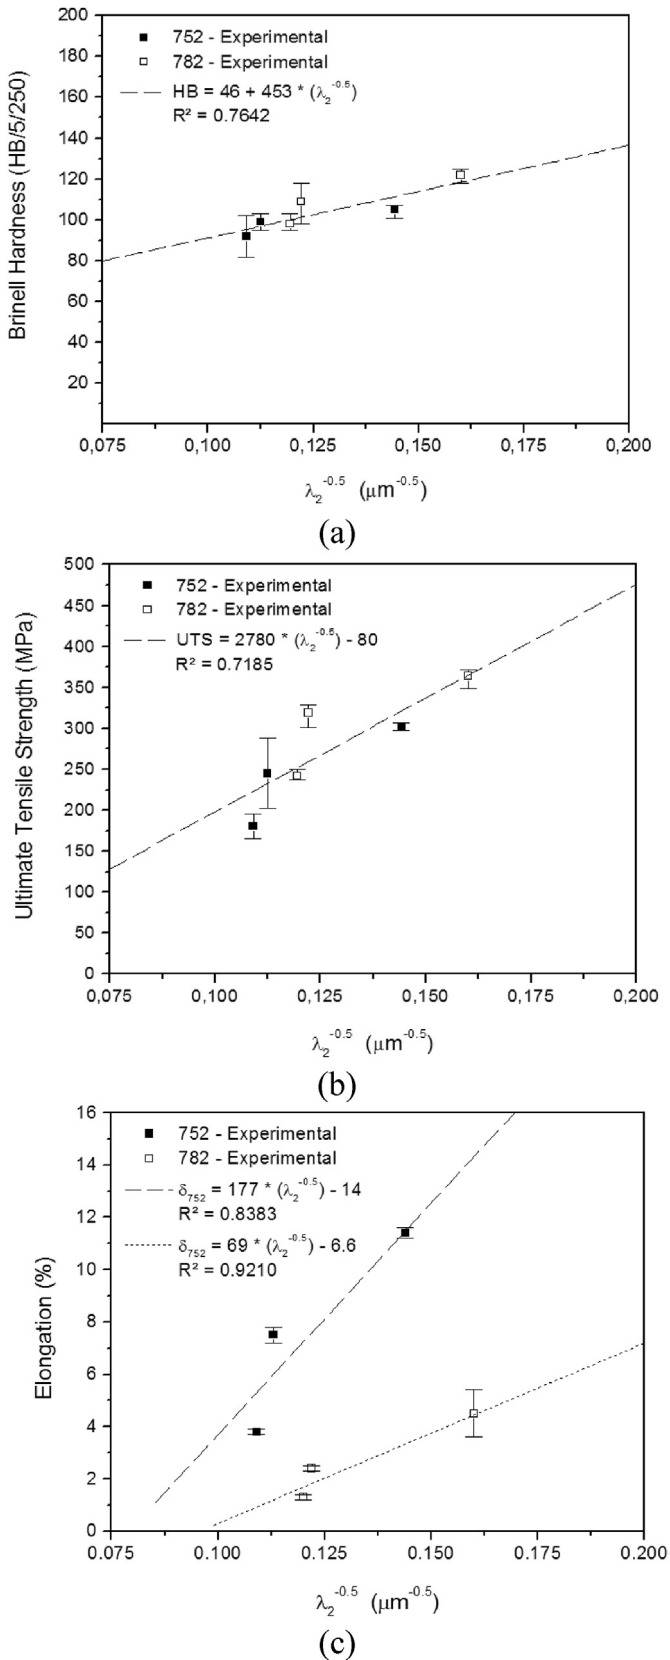 200
752 - Experimental
180
782 - Experimental
160
HB = 46 + 453 * (λ₂⁻⁰·⁵)
R² = 0.7642
140
120
100
80
60
40
20
Brinell Hardness (HB/5/250)
0,075 0,100 0,125 0,150 0,175 0,200
λ₂⁻⁰·⁵ (μm⁻⁰·⁵)
(a)
500
752 - Experimental
450
782 - Experimental
400
UTS = 2780 * (λ₂⁻⁰·⁵) - 80
R² = 0.7185
350
300
250
200
150
100
50
0
Ultimate Tensile Strength (MPa)
0,075 0,100 0,125 0,150 0,175 0,200
λ₂⁻⁰·⁵ (μm⁻⁰·⁵)
(b)
16
752 - Experimental
782 - Experimental
14
δ₇₅₂ = 177 * (λ₂⁻⁰·⁵) - 14
R² = 0.8383
12
δ₇₅₂ = 69 * (λ₂⁻⁰·⁵) - 6.6
R² = 0.9210
10
8
6
4
2
0
Elongation (%)
0.075 0.100 0.125 0.150 0.175 0.200
λ₂⁻⁰·⁵ (μm⁻⁰·⁵)
(c)